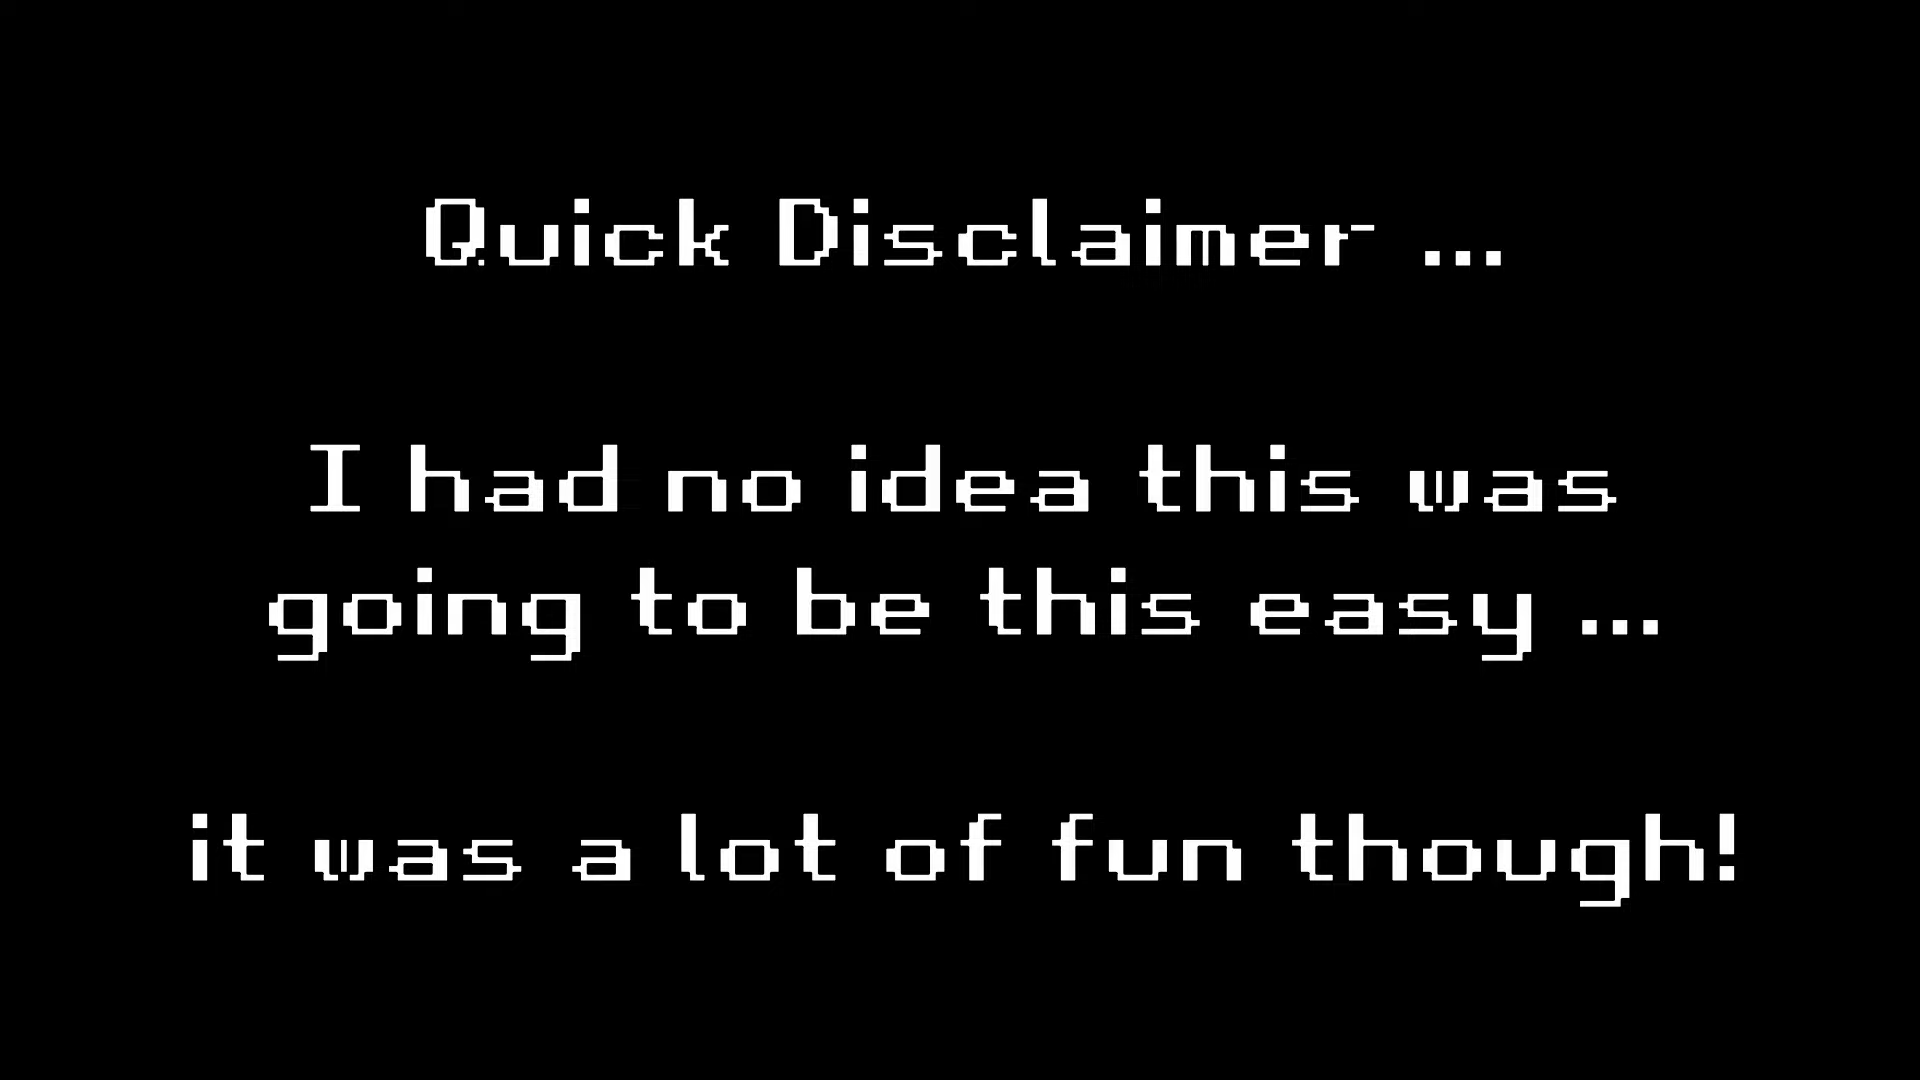 Quick Disclaimer ...
I had no idea this was
going to be this easy ...
it was a lot of fun though!